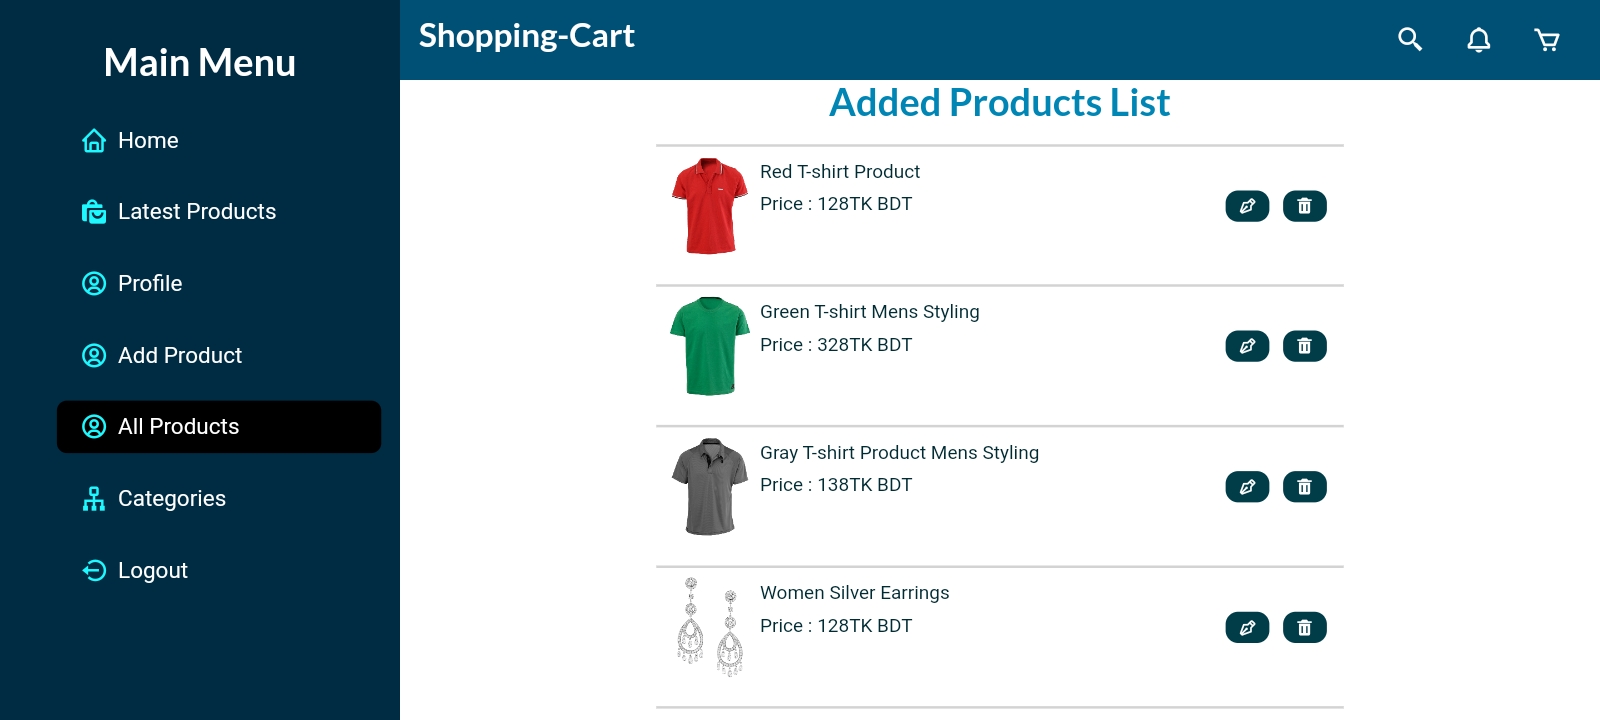 Main Menu
Home
Latest Products
Profile
Add Product
All Products
Categories
Logout
Shopping-Cart
Added Products List
Red T-shirt Product
Price : 128TK BDT
Green T-shirt Mens Styling
Price : 328TK BDT
Gray T-shirt Product Mens Styling
Price : 138TK BDT
Women Silver Earrings
Price : 128TK BDT